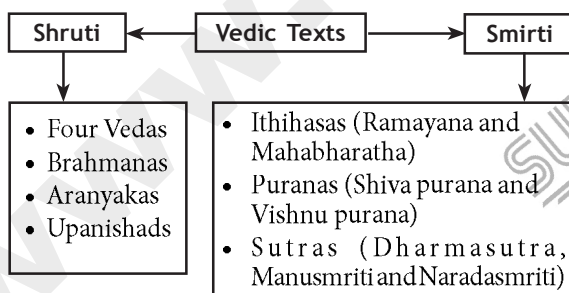 Shruti
Vedic Texts
Smirti
• Four Vedas
• Brahmanas
• Aranyakas
• Upanishads
• Ithihasas (Ramayana and
Mahabharatha)
• Puranas (Shiva purana and
Vishnu purana)
• Sutras (Dharmasutra,
Manusmriti and Naradasmriti)